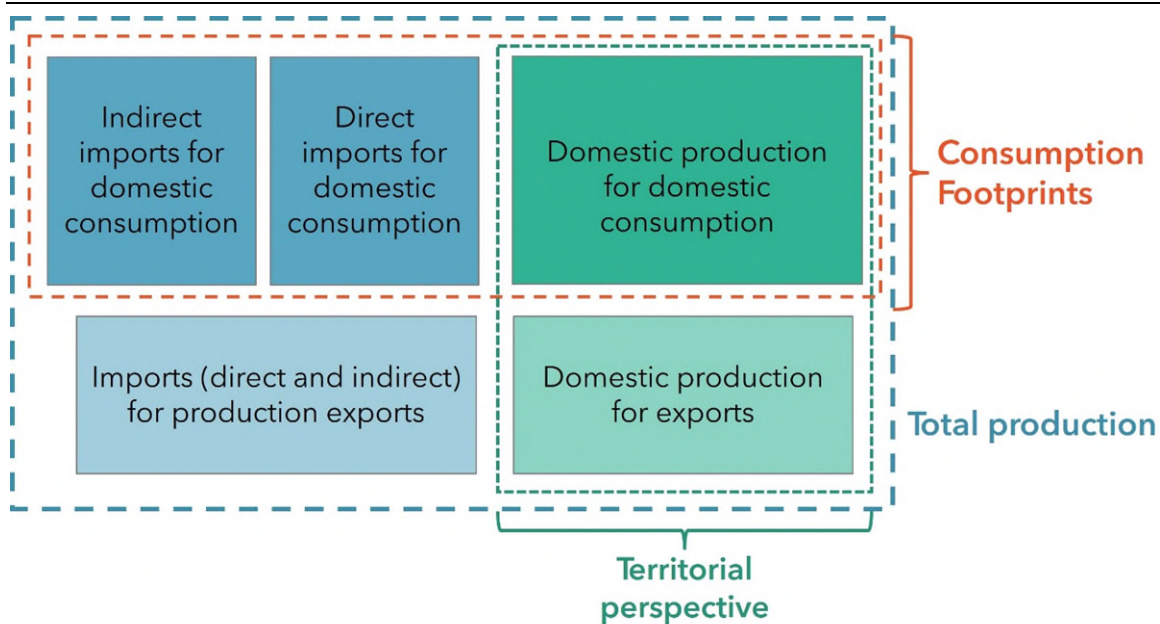 Indirect
imports for
domestic
consumption
Direct
imports for
domestic
consumption
Domestic production
for domestic
consumption
Consumption
Footprints
Imports (direct and indirect)
for production exports
Domestic production
for exports
Total production
Territorial
perspective